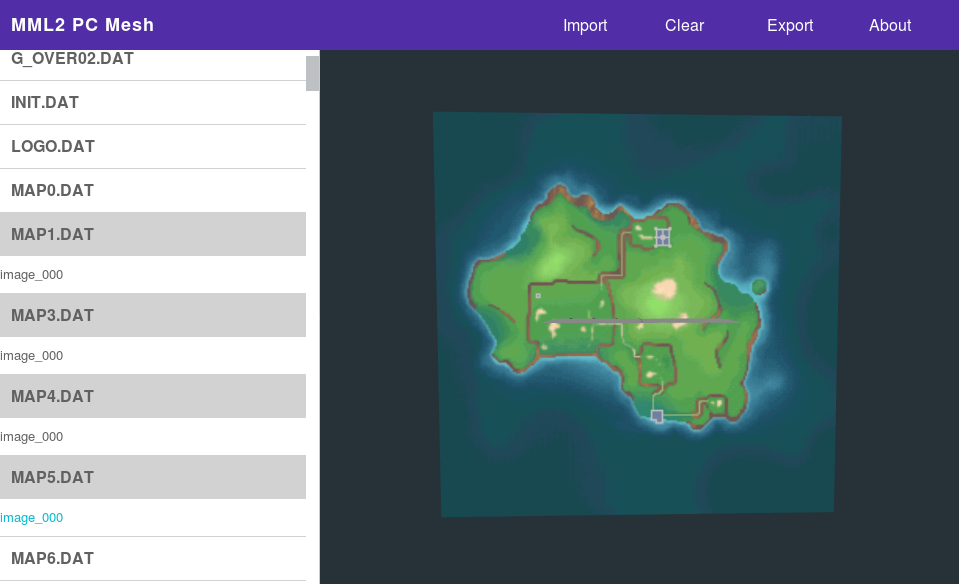 MML2 PC Mesh
Import Clear Export About
G_OVER02.DAT
INIT.DAT
LOGO.DAT
MAP0.DAT
MAP1.DAT
image_000
MAP3.DAT
image_000
MAP4.DAT
image_000
MAP5.DAT
image_000
MAP6.DAT